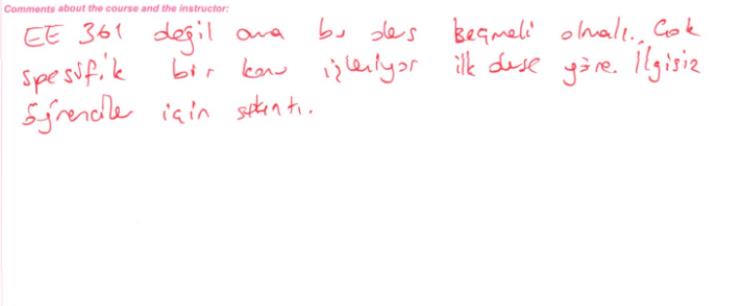 Comments about the course and the instructor:
EE 361 değil ama bu ders seçmeli olmalı. Çok
spesifik bir konu işleniyor ilk derse göre. İlgisiz
öğrenciler için sıkıntı.